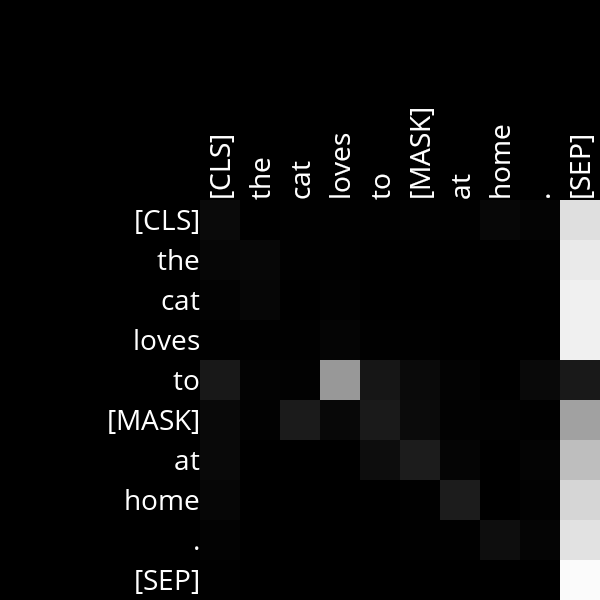 [CLS] the cat loves to [MASK] at home . [SEP]
[CLS]
the
cat
loves
to
[MASK]
at
home
.
[SEP]